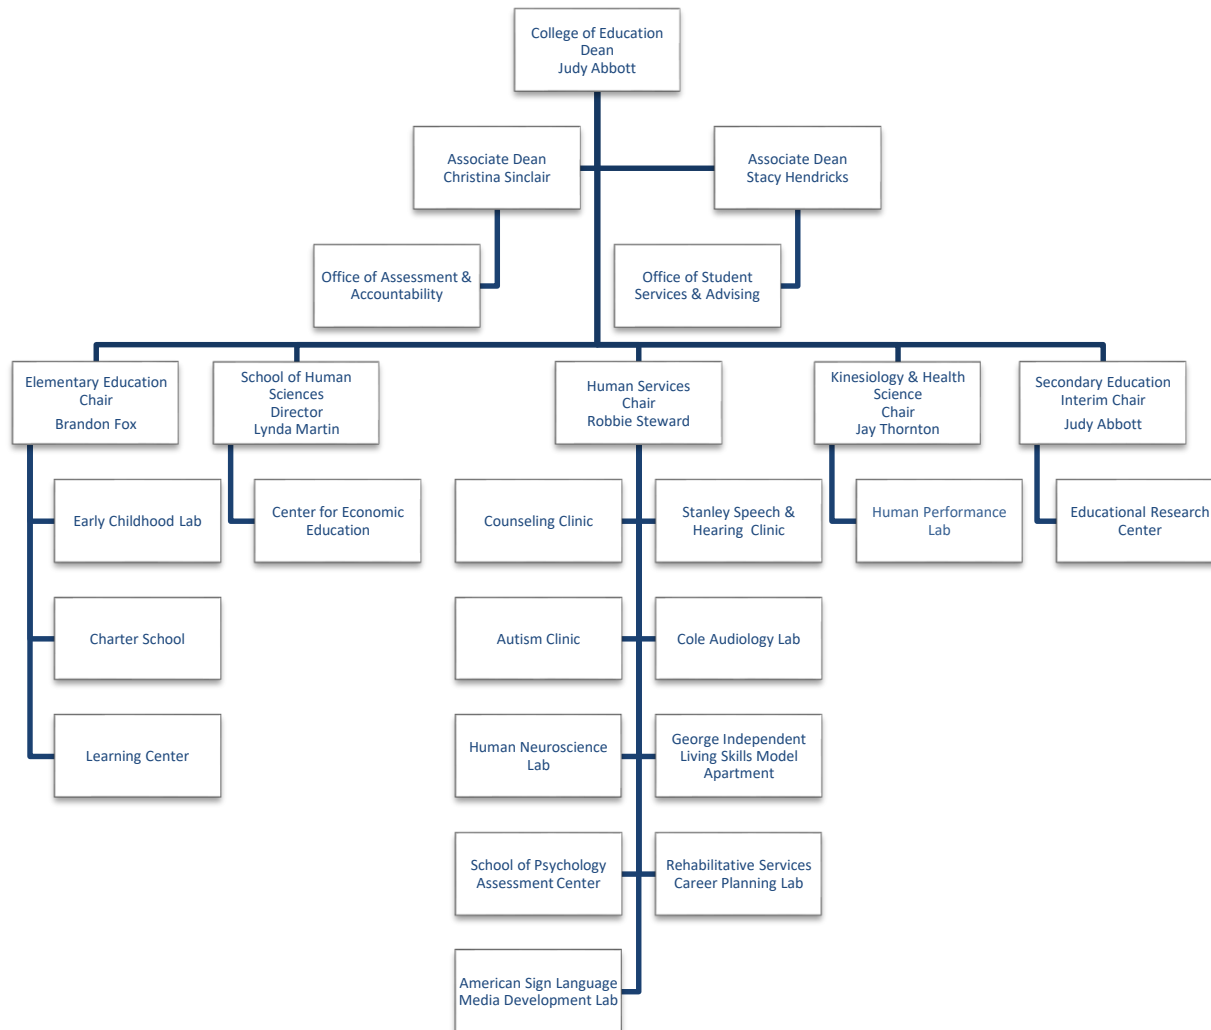 College of Education
Dean
Judy Abbott
Associate Dean
Christina Sinclair
Associate Dean
Stacy Hendricks
Office of Assessment &
Accountability
Office of Student
Services & Advising
Elementary Education
Chair
Brandon Fox
School of Human
Sciences
Director
Lynda Martin
Human Services
Chair
Robbie Steward
Kinesiology & Health
Science
Chair
Jay Thornton
Secondary Education
Interim Chair
Judy Abbott
Early Childhood Lab
Center for Economic
Education
Counseling Clinic
Stanley Speech &
Hearing Clinic
Human Performance
Lab
Educational Research
Center
Charter School
Autism Clinic
Cole Audiology Lab
Learning Center
Human Neuroscience
Lab
George Independent
Living Skills Model
Apartment
School of Psychology
Assessment Center
Rehabilitative Services
Career Planning Lab
American Sign Language
Media Development Lab